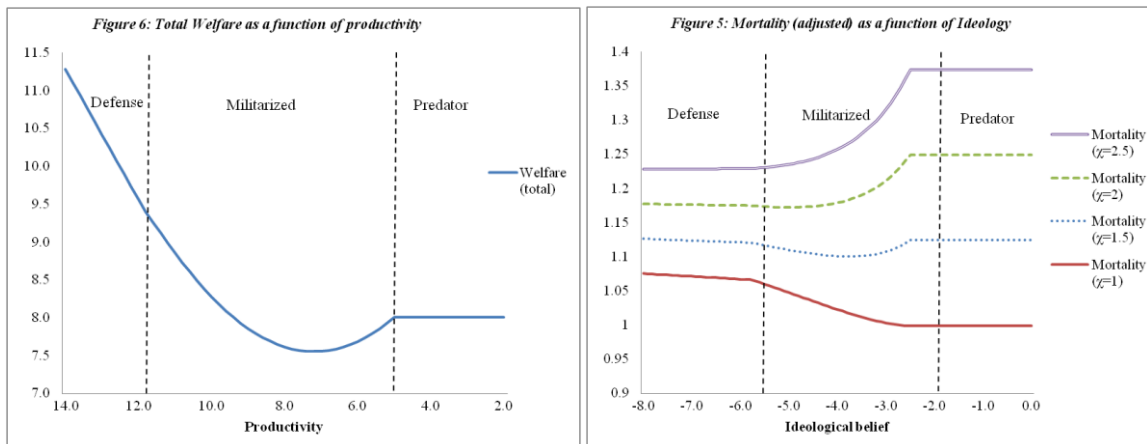 Figure 6: Total Welfare as a function of productivity
11.5
11.0
10.5
10.0
9.5
9.0
8.5
8.0
7.5
7.0
Defense
Militarized
Predator
Welfare
(total)
14.0 12.0 10.0 8.0 6.0 4.0 2.0
Productivity
Figure 5: Mortality (adjusted) as a function of Ideology
1.4
1.35
1.3
1.25
1.2
1.15
1.1
1.05
1
0.95
0.9
Defense
Militarized
Predator
Mortality
(χ=2.5)
Mortality
(χ=2)
Mortality
(χ=1.5)
Mortality
(χ=1)
-8.0 -7.0 -6.0 -5.0 -4.0 -3.0 -2.0 -1.0 0.0
Ideological belief